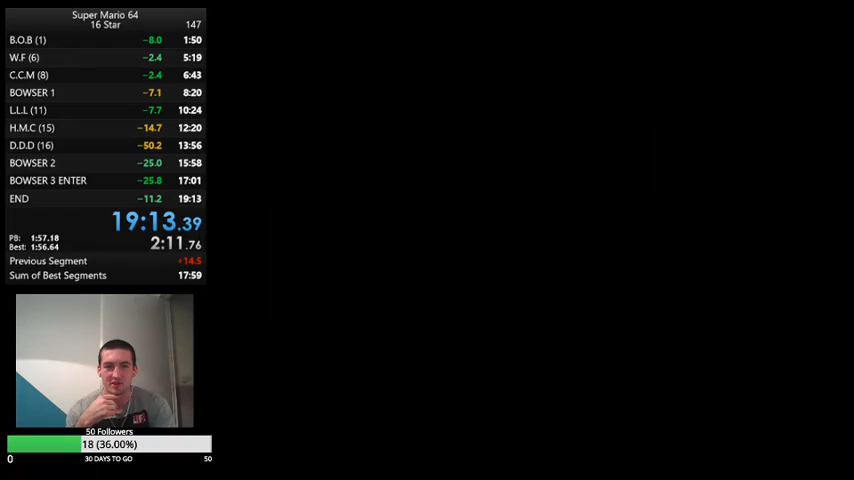 Super Mario 64
16 Star 147
B.O.B (1) −8.0 1:50
W.F (6) −2.4 5:19
C.C.M (8) −2.4 6:43
BOWSER 1 −7.1 8:20
L.L.L (11) −7.7 10:24
H.M.C (15) −14.7 12:20
D.D.D (16) −50.2 13:56
BOWSER 2 −25.0 15:58
BOWSER 3 ENTER −25.8 17:01
END −11.2 19:13
19:13.39
PB: 1:57.18
Best: 1:56.64
2:11.76
Previous Segment +14.5
Sum of Best Segments 17:59
50 Followers
18 (36.00%)
0 30 DAYS TO GO 50